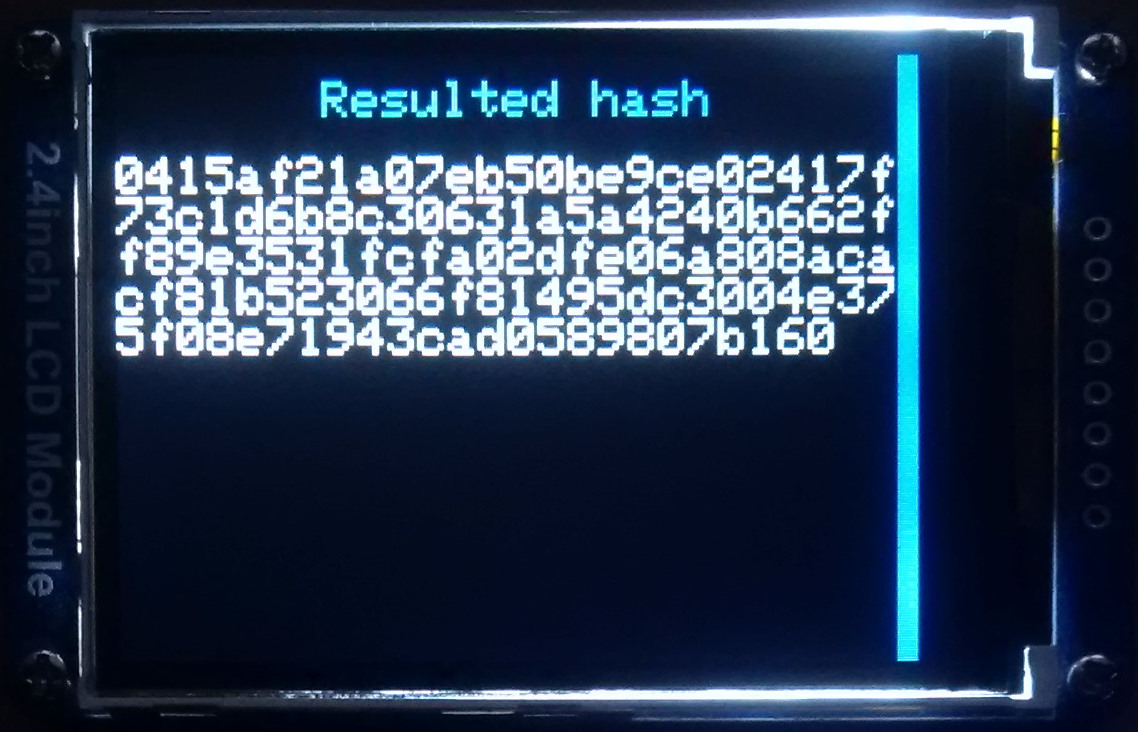 Resulted hash
0415af21a07eb50be9ce02417f
73c1d6b8c30631a5a4240b662f
f89e3531fcfa02dfe06a808aca
cf81b523066f81495dc3004e37
5f08e71943cad0589807b160
2.4inch LCD Module